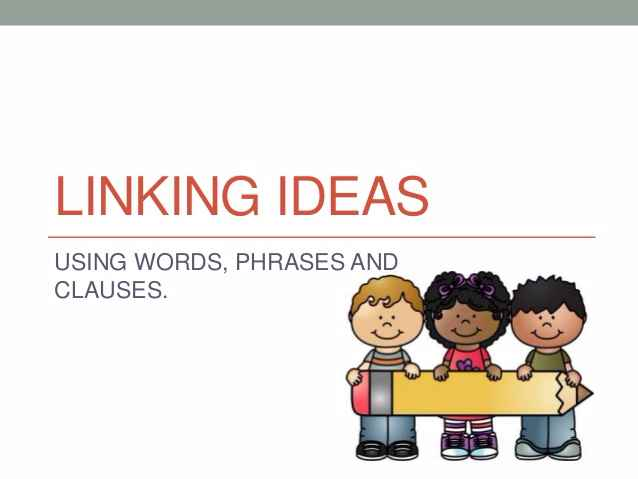 LINKING IDEAS
USING WORDS, PHRASES AND
CLAUSES.